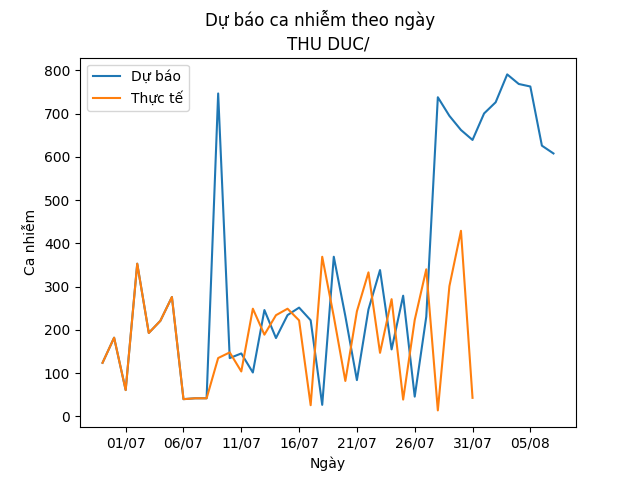 Dự báo ca nhiễm theo ngày
THU DUC/
Dự báo
Thực tế
800
700
600
500
400
300
200
100
0
Ca nhiễm
01/07 06/07 11/07 16/07 21/07 26/07 31/07 05/08
Ngày